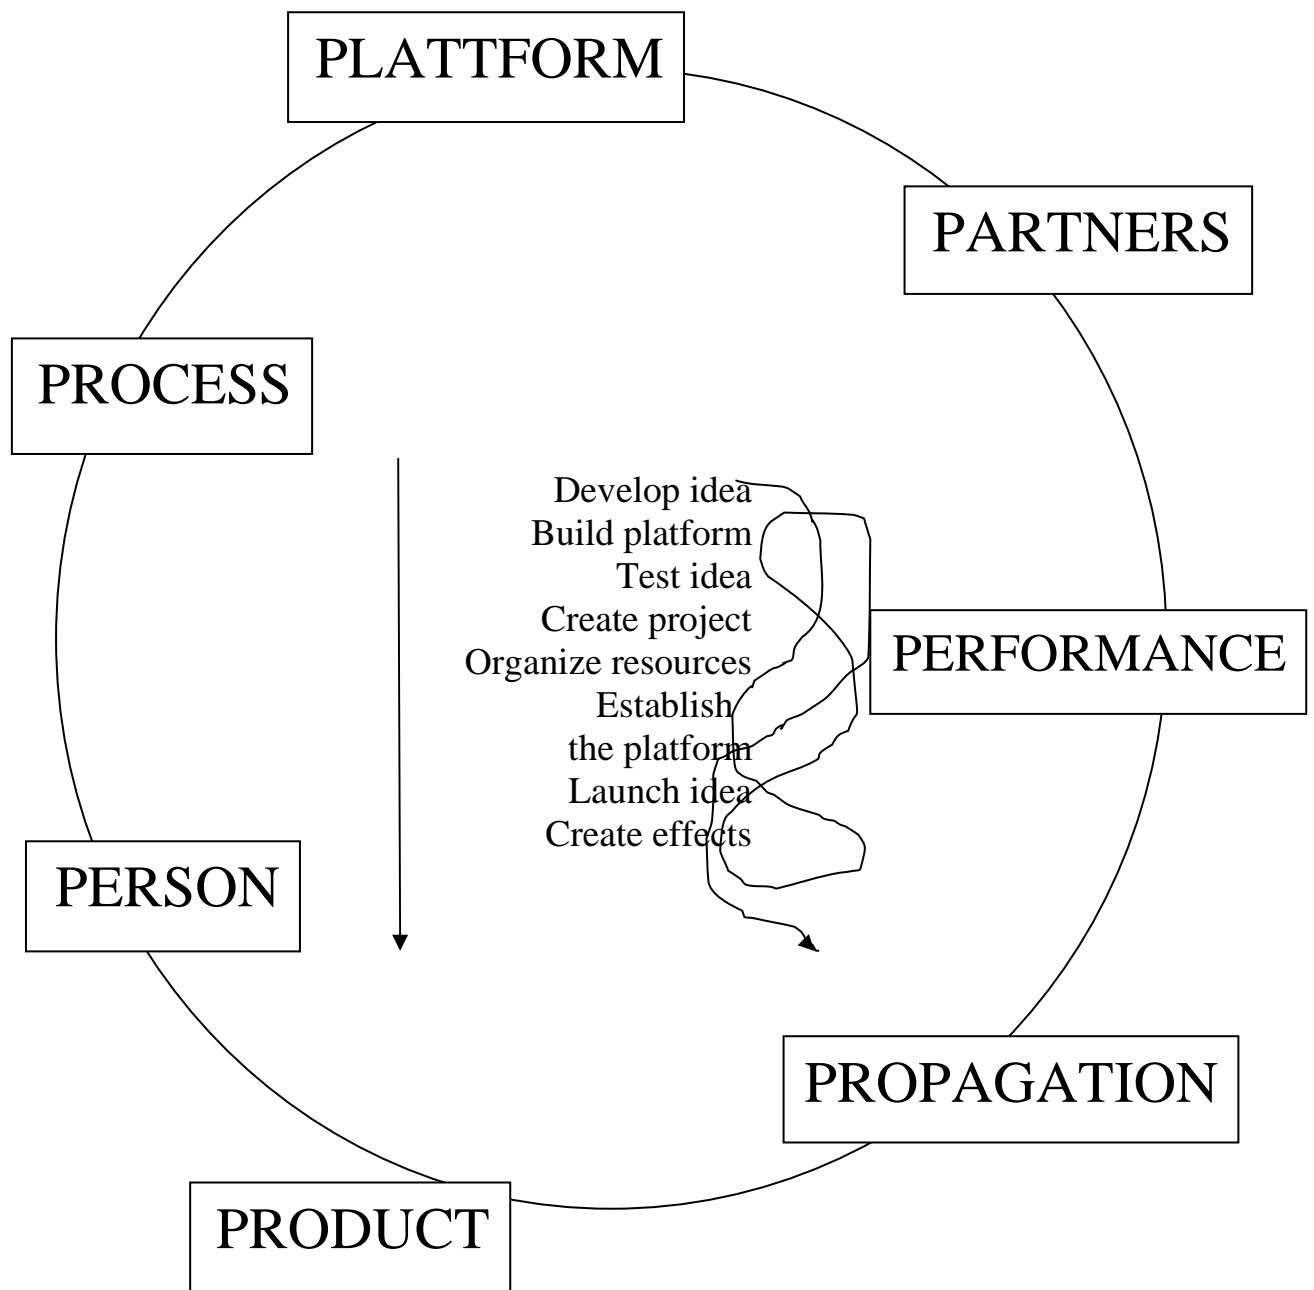 PLATTFORM
PARTNERS
PROCESS
Develop idea
Build platform
Test idea
Create project
Organize resources
Establish
the platform
Launch idea
Create effects
PERFORMANCE
PERSON
PROPAGATION
PRODUCT